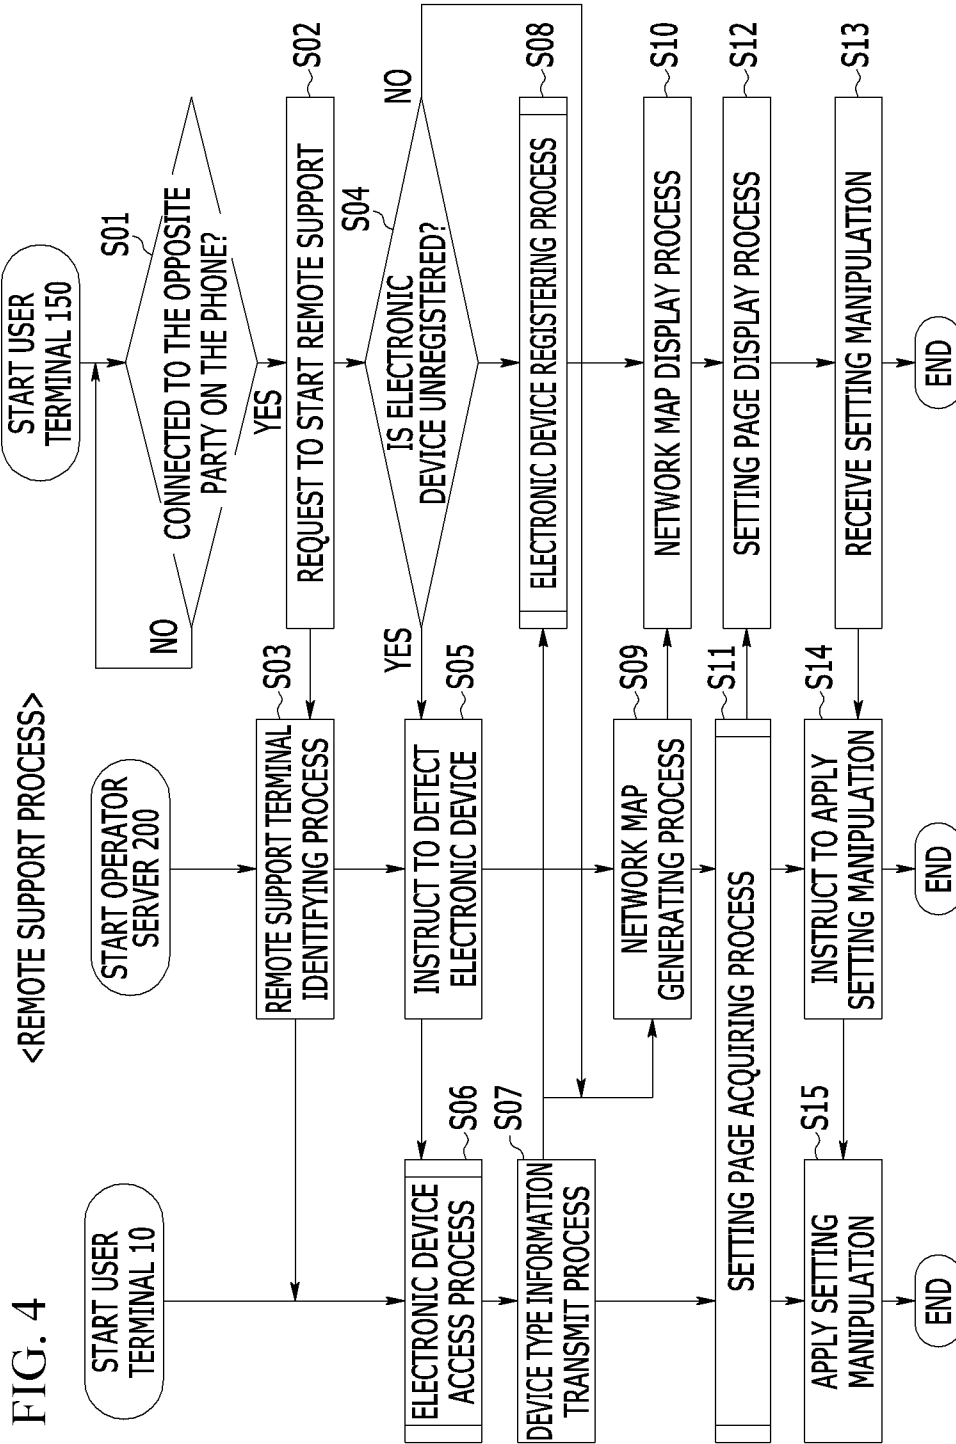 FIG. 4
<REMOTE SUPPORT PROCESS>
START USER
TERMINAL 10
START OPERATOR
SERVER 200
START USER
TERMINAL 150
S01
CONNECTED TO THE OPPOSITE
PARTY ON THE PHONE?
NO
YES
S02
REQUEST TO START REMOTE SUPPORT
S03
REMOTE SUPPORT TERMINAL
IDENTIFYING PROCESS
S04
IS ELECTRONIC
DEVICE UNREGISTERED?
YES
NO
S05
INSTRUCT TO DETECT
ELECTRONIC DEVICE
S06
ELECTRONIC DEVICE
ACCESS PROCESS
S07
DEVICE TYPE INFORMATION
TRANSMIT PROCESS
S08
ELECTRONIC DEVICE REGISTERING PROCESS
S09
NETWORK MAP
GENERATING PROCESS
S10
NETWORK MAP DISPLAY PROCESS
S11
SETTING PAGE ACQUIRING PROCESS
S12
SETTING PAGE DISPLAY PROCESS
S13
RECEIVE SETTING MANIPULATION
S14
INSTRUCT TO APPLY
SETTING MANIPULATION
S15
APPLY SETTING
MANIPULATION
END
END
END